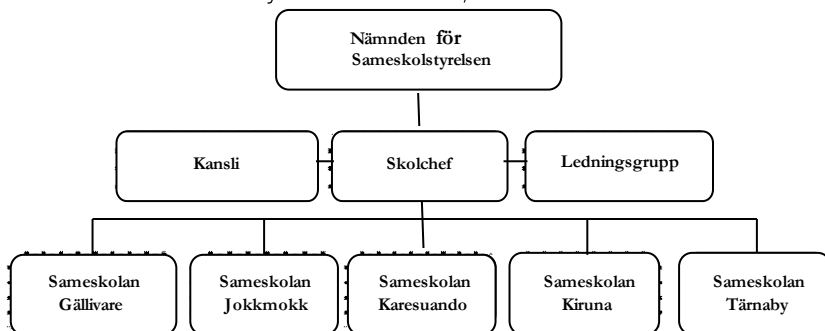 Nämnden för
Sameskolstyrelsen
Kansli
Skolchef
Ledningsgrupp
Sameskolan
Gällivare
Sameskolan
Jokkmokk
Sameskolan
Karesuando
Sameskolan
Kiruna
Sameskolan
Tärnaby